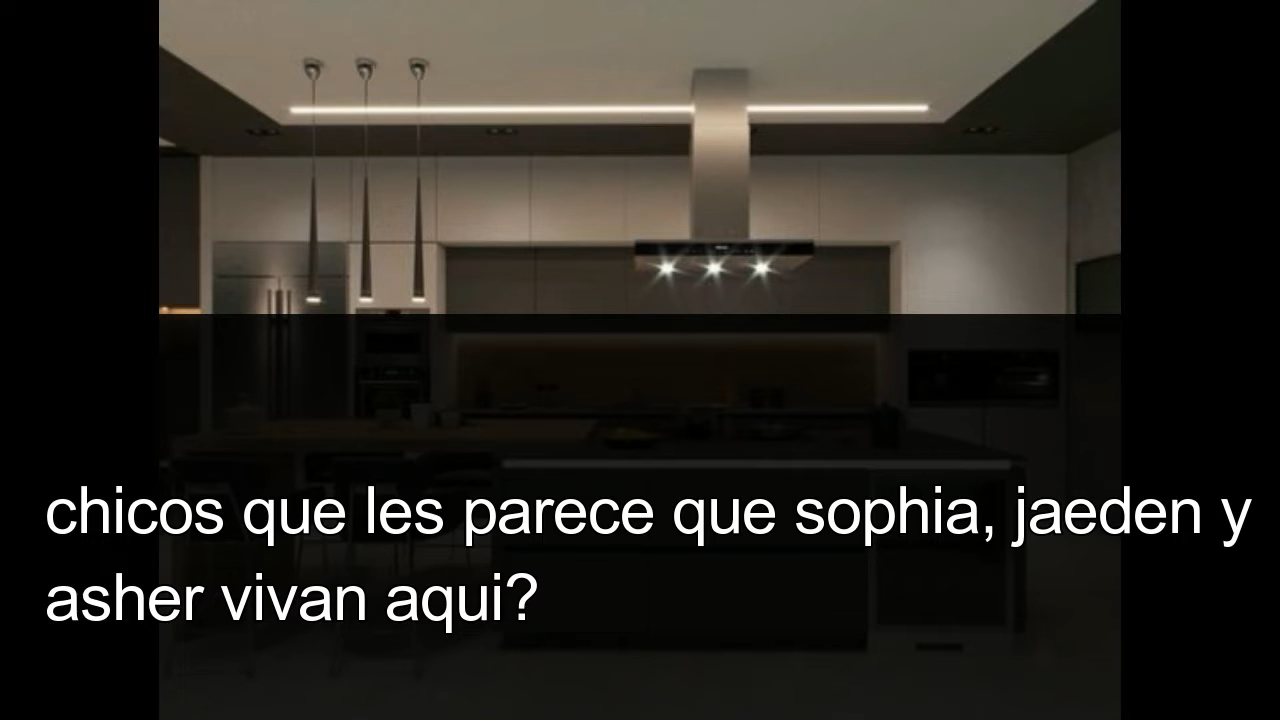 chicos que les parece que sophia, jaeden y
asher vivan aqui?